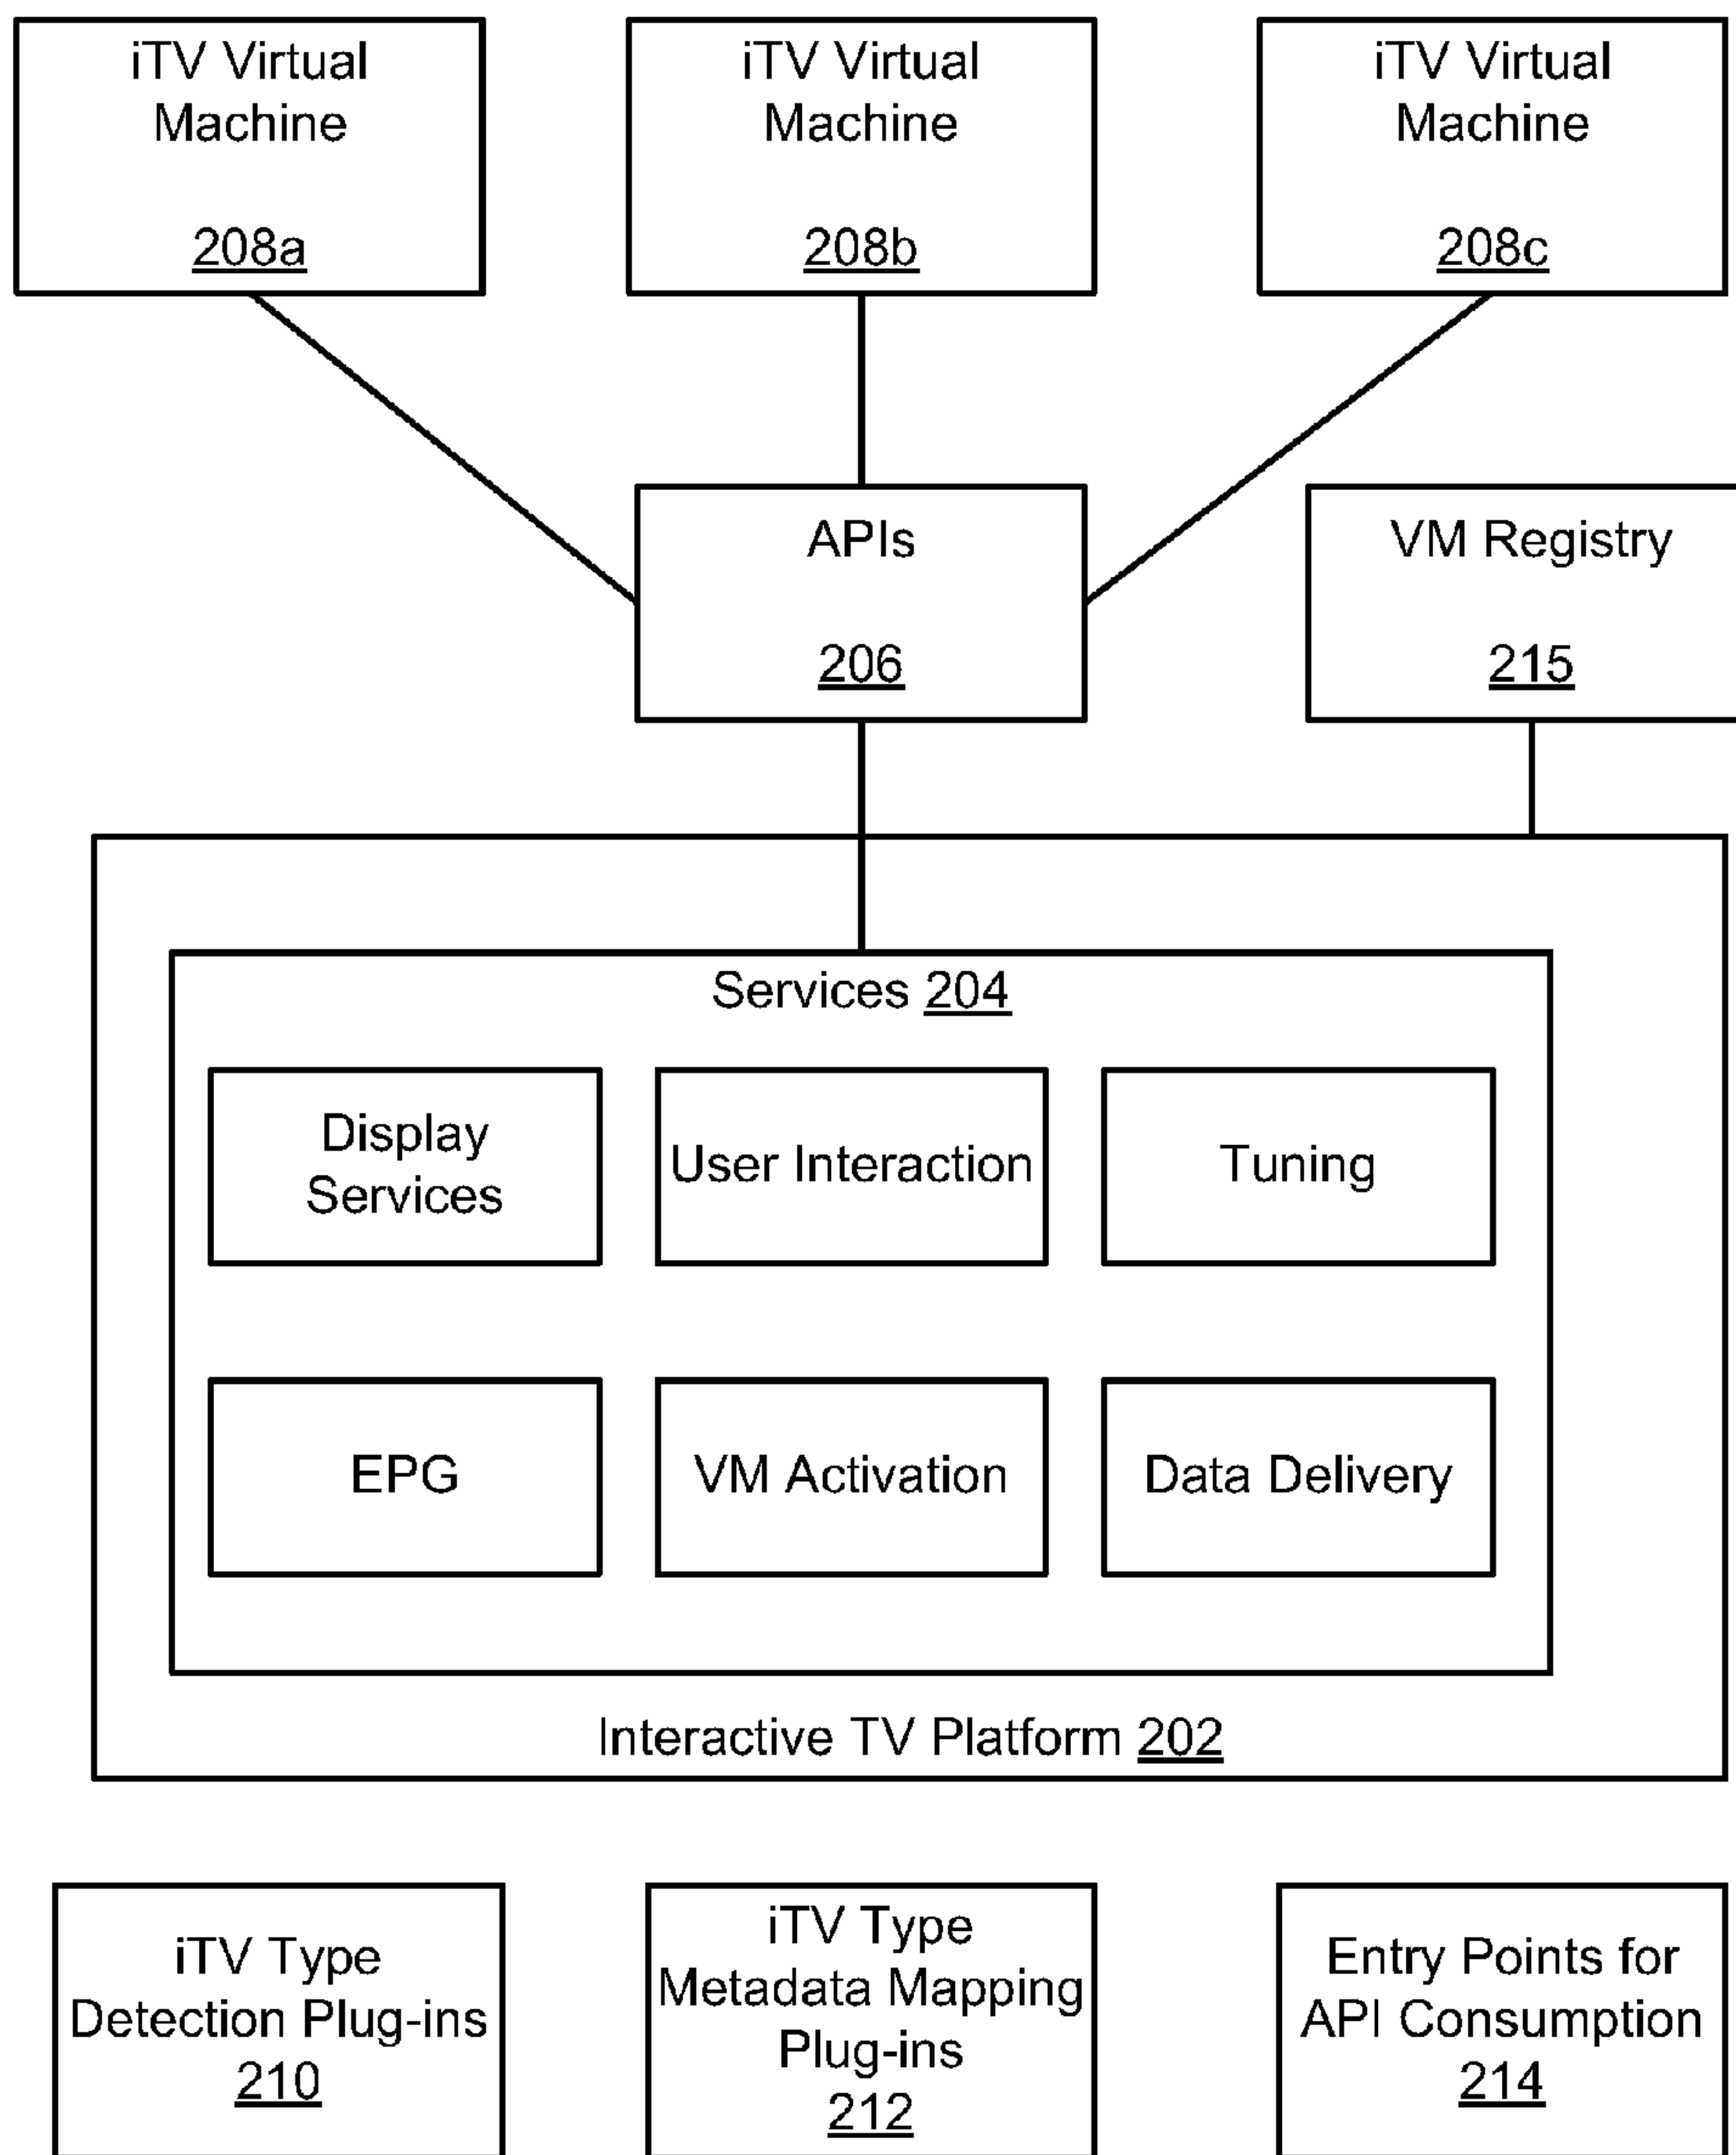 iTV Virtual
Machine
208a
iTV Virtual
Machine
208b
iTV Virtual
Machine
208c
APIs
206
VM Registry
215
Services 204
Display
Services
User Interaction
Tuning
EPG
VM Activation
Data Delivery
Interactive TV Platform 202
iTV Type
Detection Plug-ins
210
iTV Type
Metadata Mapping
Plug-ins
212
Entry Points for
API Consumption
214